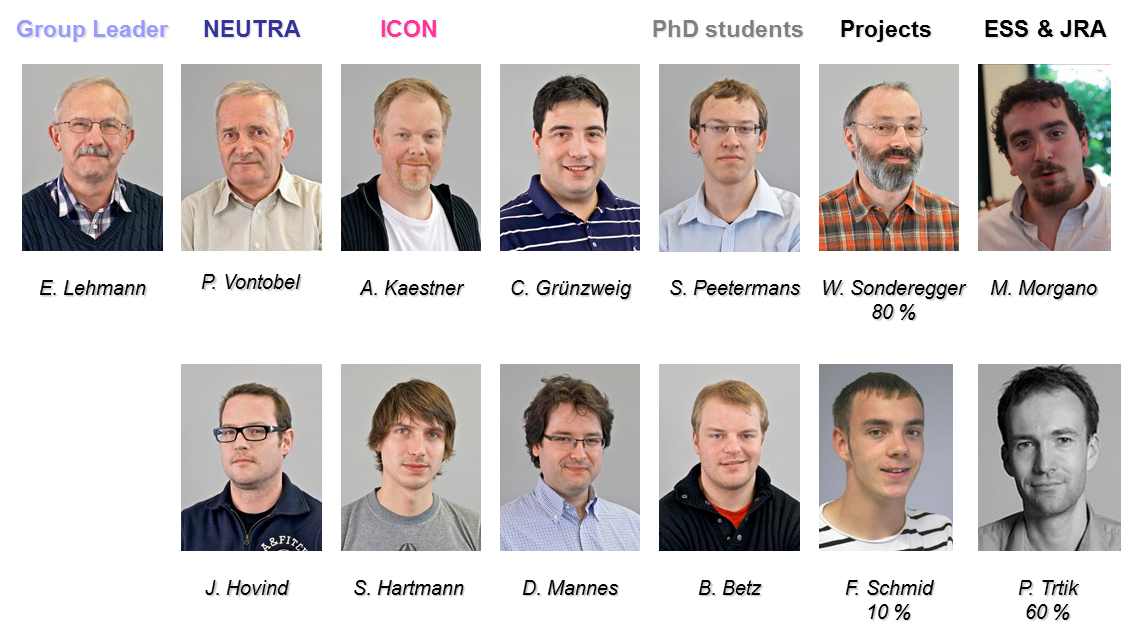 Group Leader
NEUTRA
ICON
PhD students
Projects
ESS & JRA
E. Lehmann
P. Vontobel
A. Kaestner
C. Grünzweig
S. Peetermans
W. Sonderegger
80 %
M. Morgano
A&FITCH
J. Hovind
S. Hartmann
D. Mannes
B. Betz
F. Schmid
10 %
P. Trtik
60 %